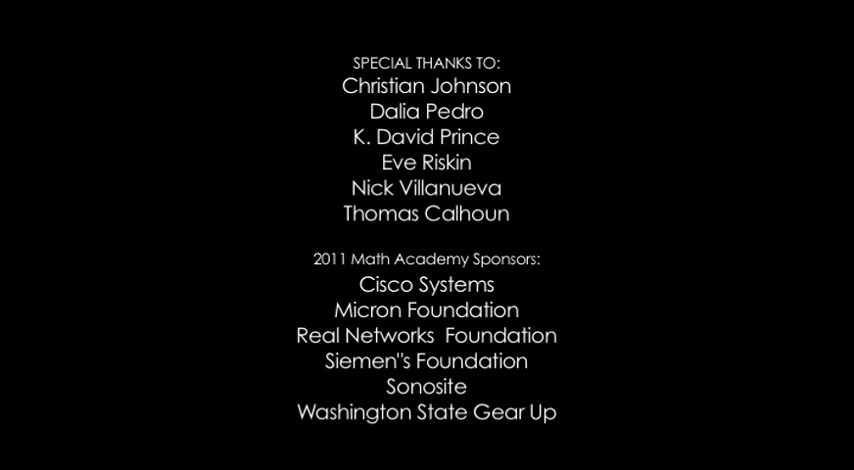 SPECIAL THANKS TO:
Christian Johnson
Dalia Pedro
K. David Prince
Eve Riskin
Nick Villanueva
Thomas Calhoun
2011 Math Academy Sponsors:
Cisco Systems
Micron Foundation
Real Networks  Foundation
Siemen"s Foundation
Sonosite
Washington State Gear Up